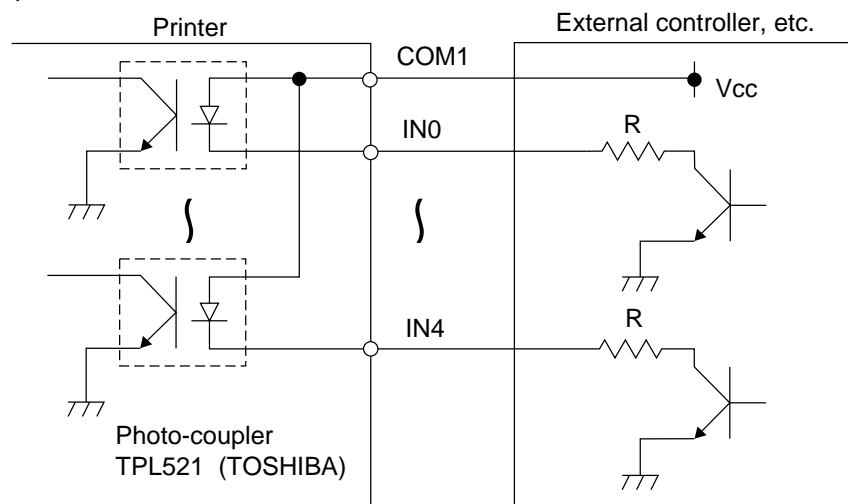 Printer
External controller, etc.
COM1
Vcc
IN0
R
R
IN4
Photo-coupler
TPL521 (TOSHIBA)